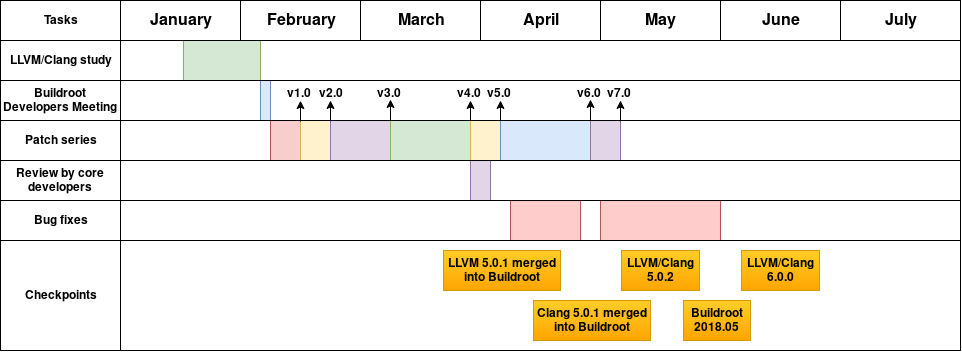 Tasks
January
February
March
April
May
June
July
LLVM/Clang study
Buildroot
Developers Meeting
v1.0
v2.0
v3.0
v4.0
v5.0
v6.0
v7.0
Patch series
Review by core
developers
Bug fixes
Checkpoints
LLVM 5.0.1 merged
into Buildroot
LLVM/Clang
5.0.2
LLVM/Clang
6.0.0
Clang 5.0.1 merged
into Buildroot
Buildroot
2018.05